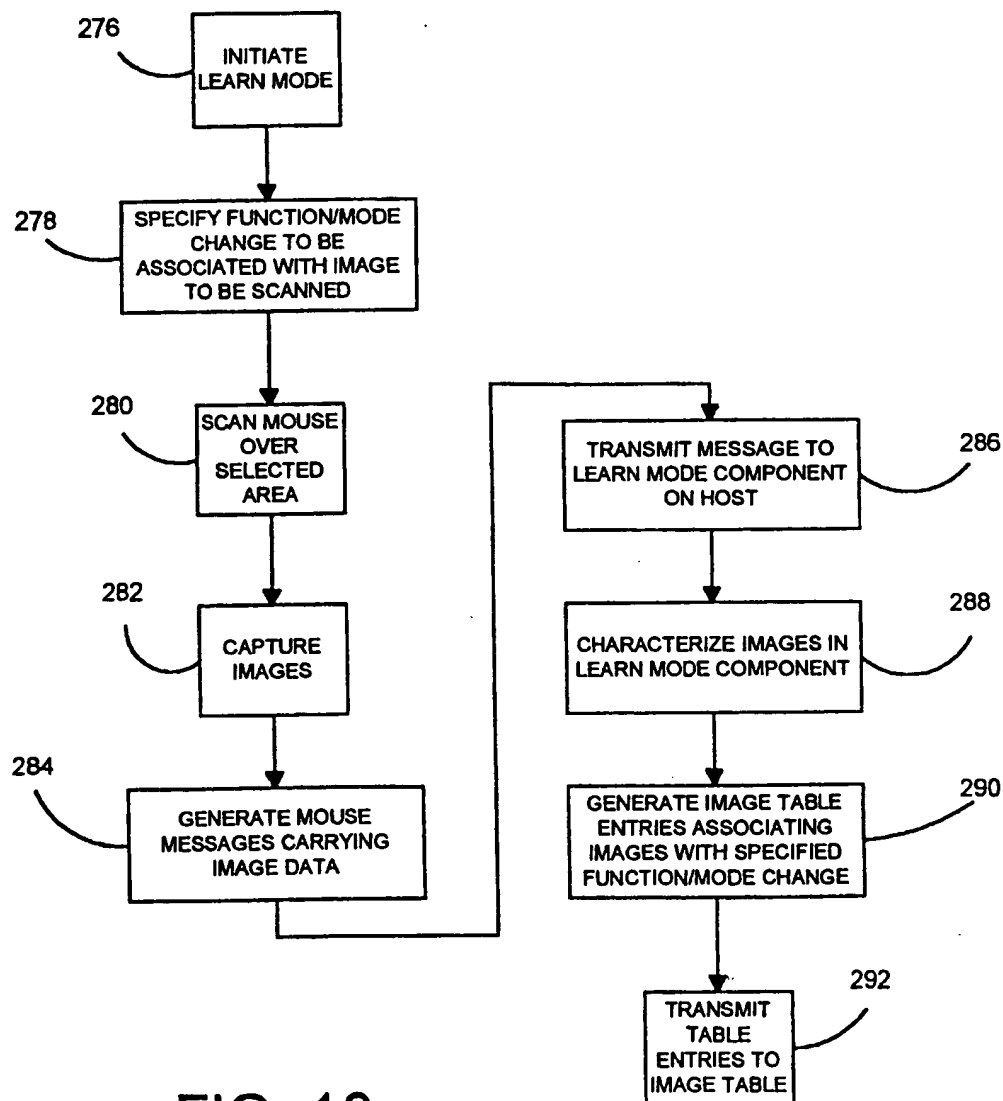 276
INITIATE
LEARN MODE
278
SPECIFY FUNCTION/MODE
CHANGE TO BE
ASSOCIATED WITH IMAGE
TO BE SCANNED
280
SCAN MOUSE
OVER
SELECTED
AREA
282
CAPTURE
IMAGES
284
GENERATE MOUSE
MESSAGES CARRYING
IMAGE DATA
286
TRANSMIT MESSAGE TO
LEARN MODE COMPONENT
ON HOST
288
CHARACTERIZE IMAGES IN
LEARN MODE COMPONENT
290
GENERATE IMAGE TABLE
ENTRIES ASSOCIATING
IMAGES WITH SPECIFIED
FUNCTION/MODE CHANGE
292
TRANSMIT
TABLE
ENTRIES TO
IMAGE TABLE